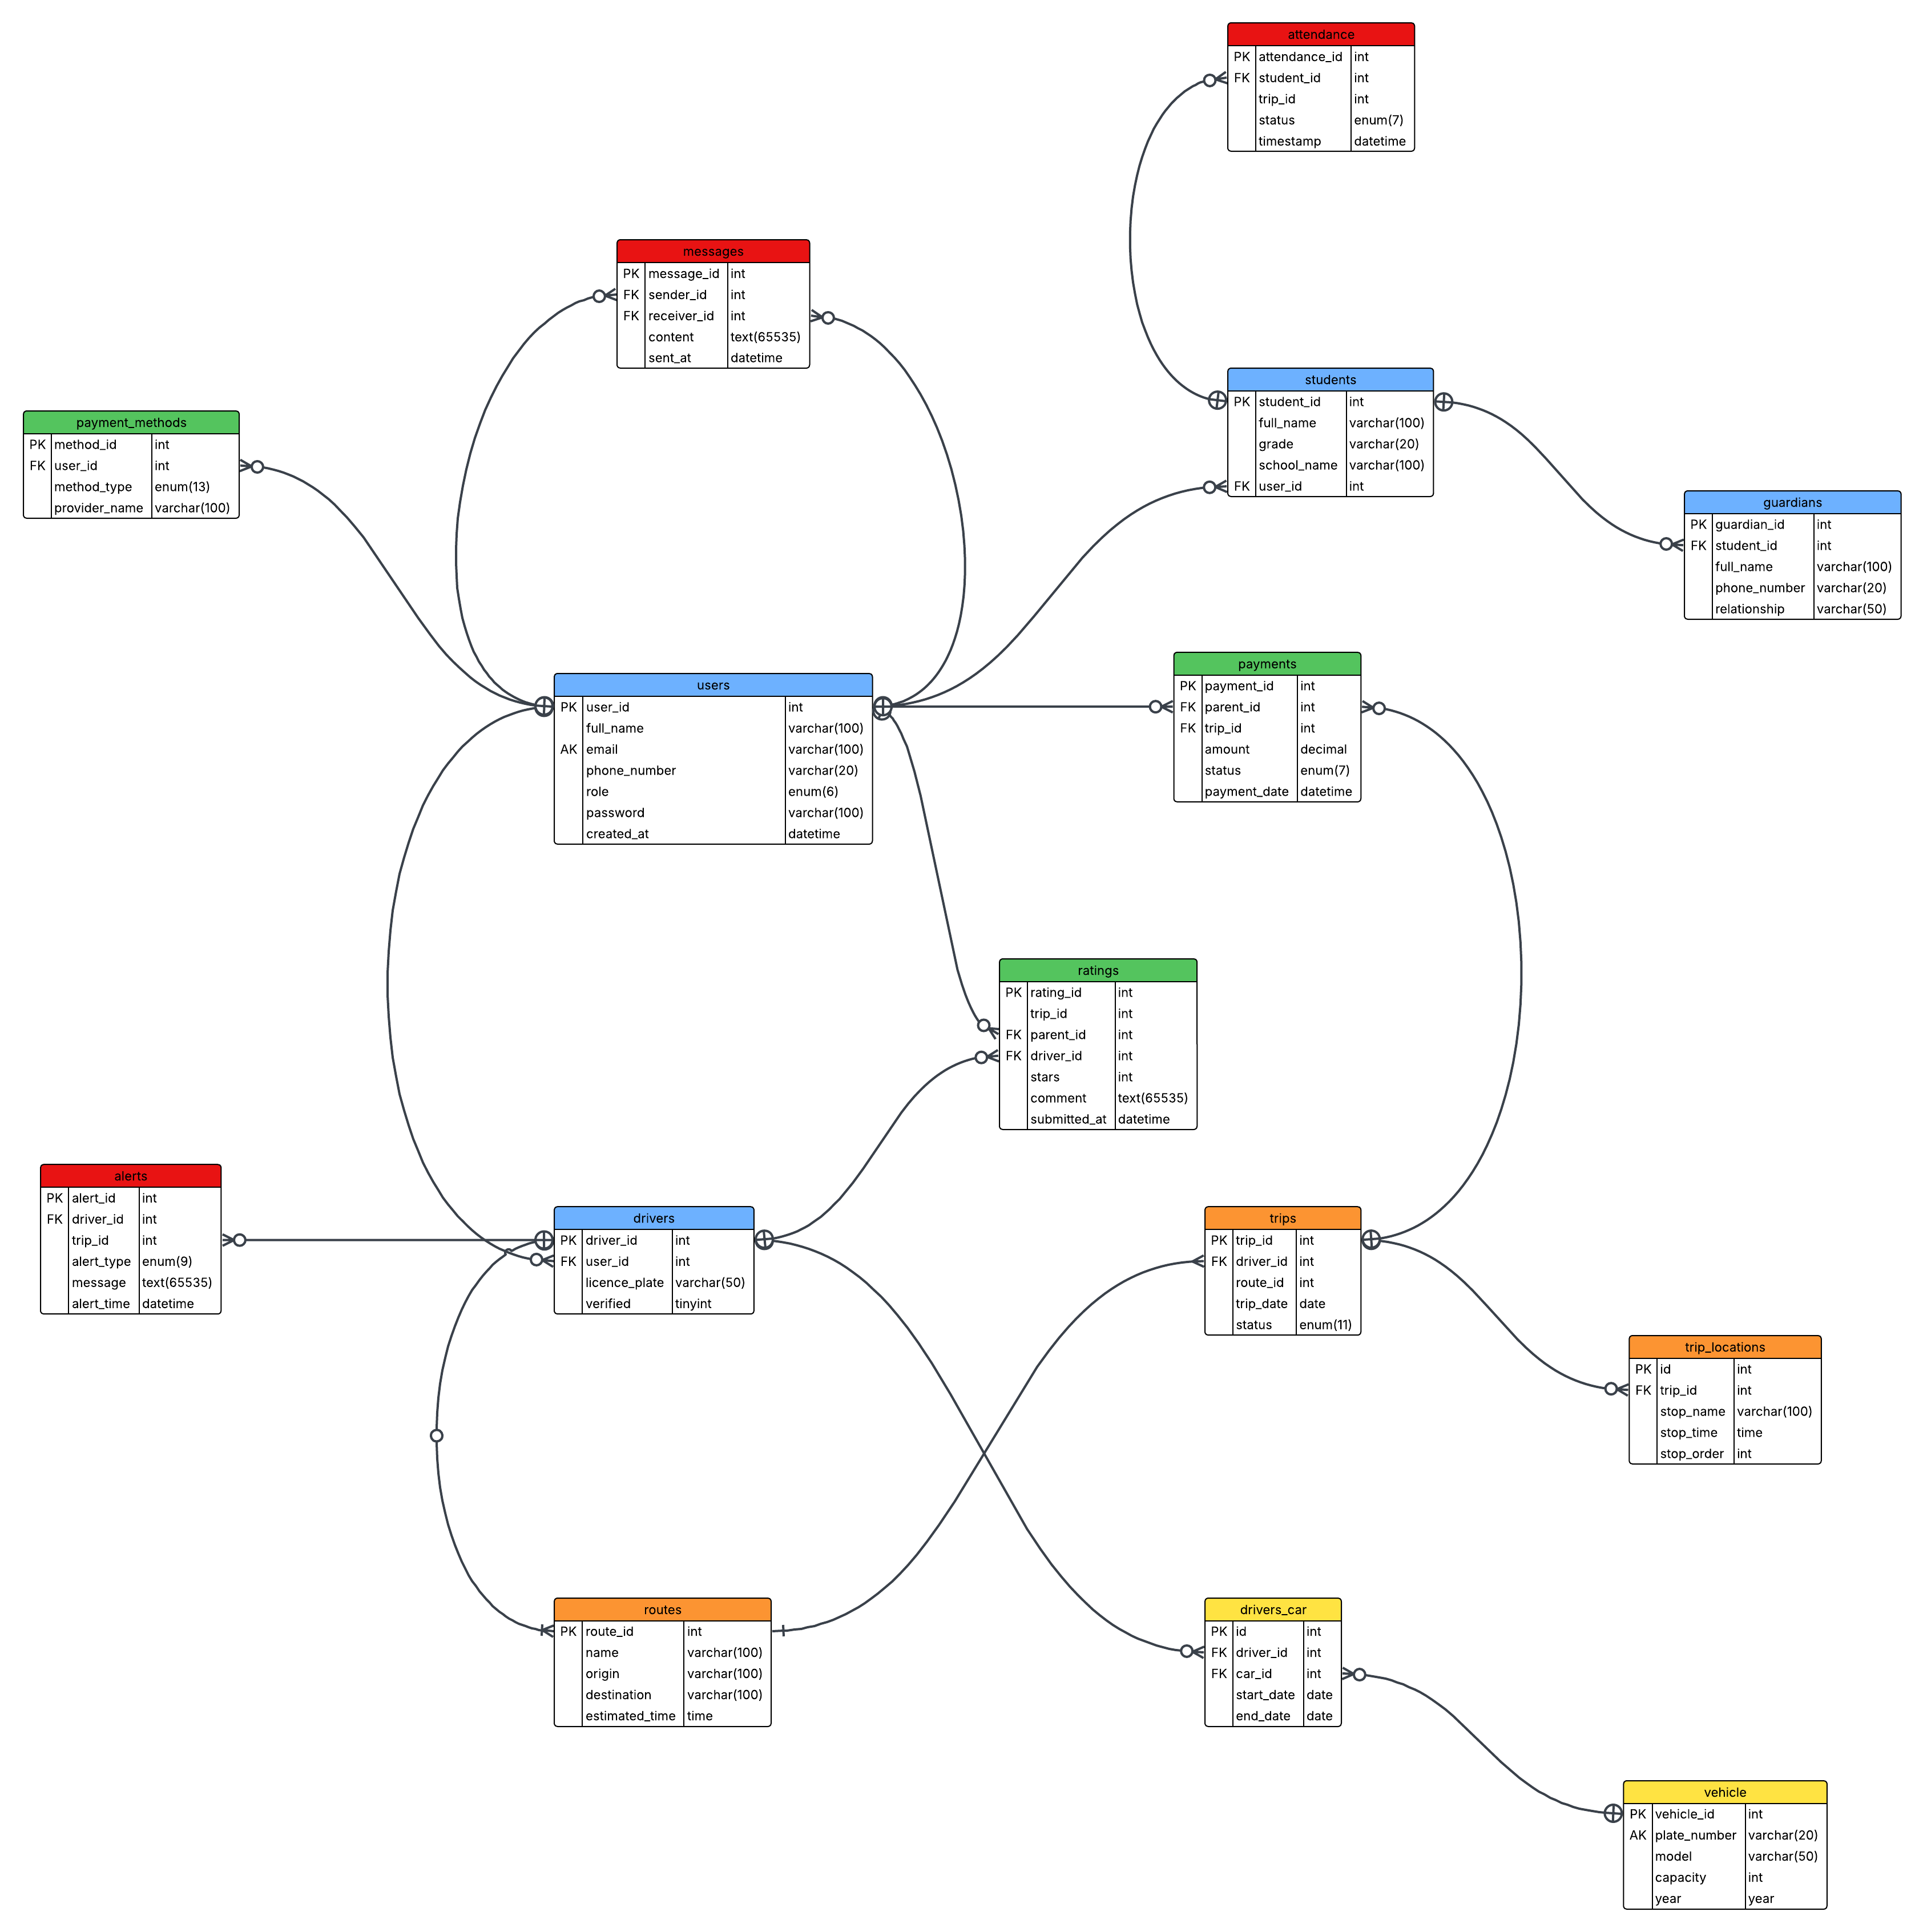 attendance
PK attendance_id int
FK student_id int
trip_id int
status enum(7)
timestamp datetime
messages
PK message_id int
FK sender_id int
FK receiver_id int
content text(65535)
sent_at datetime
students
PK student_id int
full_name varchar(100)
grade varchar(20)
school_name varchar(100)
FK user_id int
payment_methods
PK method_id int
FK user_id int
method_type enum(13)
provider_name varchar(100)
guardians
PK guardian_id int
FK student_id int
full_name varchar(100)
phone_number varchar(20)
relationship varchar(50)
users
PK user_id int
full_name varchar(100)
AK email varchar(100)
phone_number varchar(20)
role enum(6)
password varchar(100)
created_at datetime
payments
PK payment_id int
FK parent_id int
FK trip_id int
amount decimal
status enum(7)
payment_date datetime
ratings
PK rating_id int
trip_id int
FK parent_id int
FK driver_id int
stars int
comment text(65535)
submitted_at datetime
alerts
PK alert_id int
FK driver_id int
trip_id int
alert_type enum(9)
message text(65535)
alert_time datetime
drivers
PK driver_id int
FK user_id int
licence_plate varchar(50)
verified tinyint
trips
PK trip_id int
FK driver_id int
route_id int
trip_date date
status enum(11)
trip_locations
PK id int
FK trip_id int
stop_name varchar(100)
stop_time time
stop_order int
routes
PK route_id int
name varchar(100)
origin varchar(100)
destination varchar(100)
estimated_time time
drivers_car
PK id int
FK driver_id int
FK car_id int
start_date date
end_date date
vehicle
PK vehicle_id int
AK plate_number varchar(20)
model varchar(50)
capacity int
year year